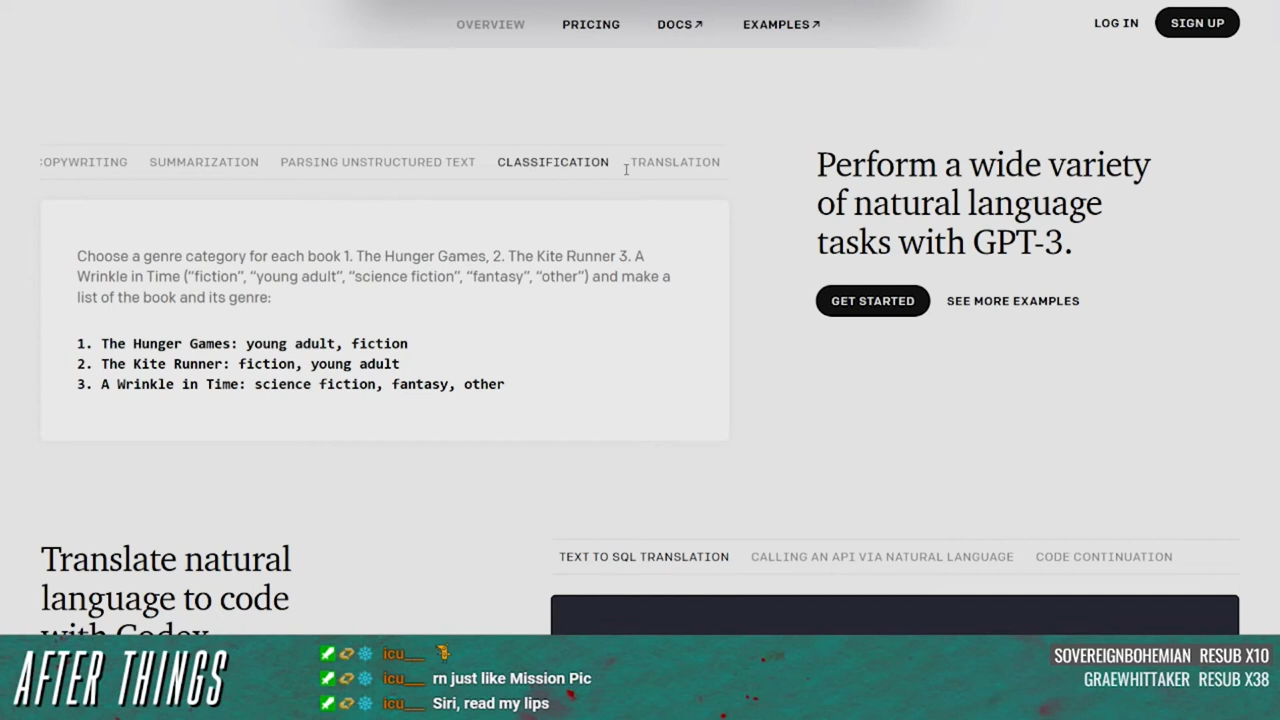 OVERVIEW PRICING DOCS↗ EXAMPLES↗ LOG IN SIGN UP
OPYWRITING SUMMARIZATION PARSING UNSTRUCTURED TEXT CLASSIFICATION TRANSLATION
Choose a genre category for each book 1. The Hunger Games, 2. The Kite Runner 3. A
Wrinkle in Time (“fiction”, “young adult”, “science fiction”, “fantasy”, “other”) and make a
list of the book and its genre:
1. The Hunger Games: young adult, fiction
2. The Kite Runner: fiction, young adult
3. A Wrinkle in Time: science fiction, fantasy, other
Perform a wide variety
of natural language
tasks with GPT-3.
GET STARTED SEE MORE EXAMPLES
Translate natural
language to code
with Codex
TEXT TO SQL TRANSLATION CALLING AN API VIA NATURAL LANGUAGE CODE CONTINUATION
AFTER THINGS
icu__
icu__ rn just like Mission Pic
icu__ Siri, read my lips
SOVEREIGNBOHEMIAN RESUB X10
GRAEWHITTAKER RESUB X38